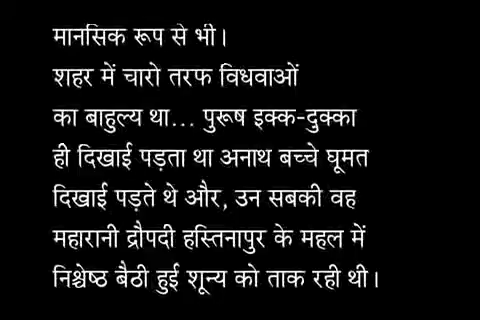 मानसिक रूप से भी।
शहर में चारो तरफ विधवाओं
का बाहुल्य था... पुरूष इक्क-दुक्का
ही दिखाई पड़ता था अनाथ बच्चे घूमत
दिखाई पड़ते थे और, उन सबकी वह
महारानी द्रौपदी हस्तिनापुर के महल में
निश्चेष्ठ बैठी हुई शून्य को ताक रही थी।